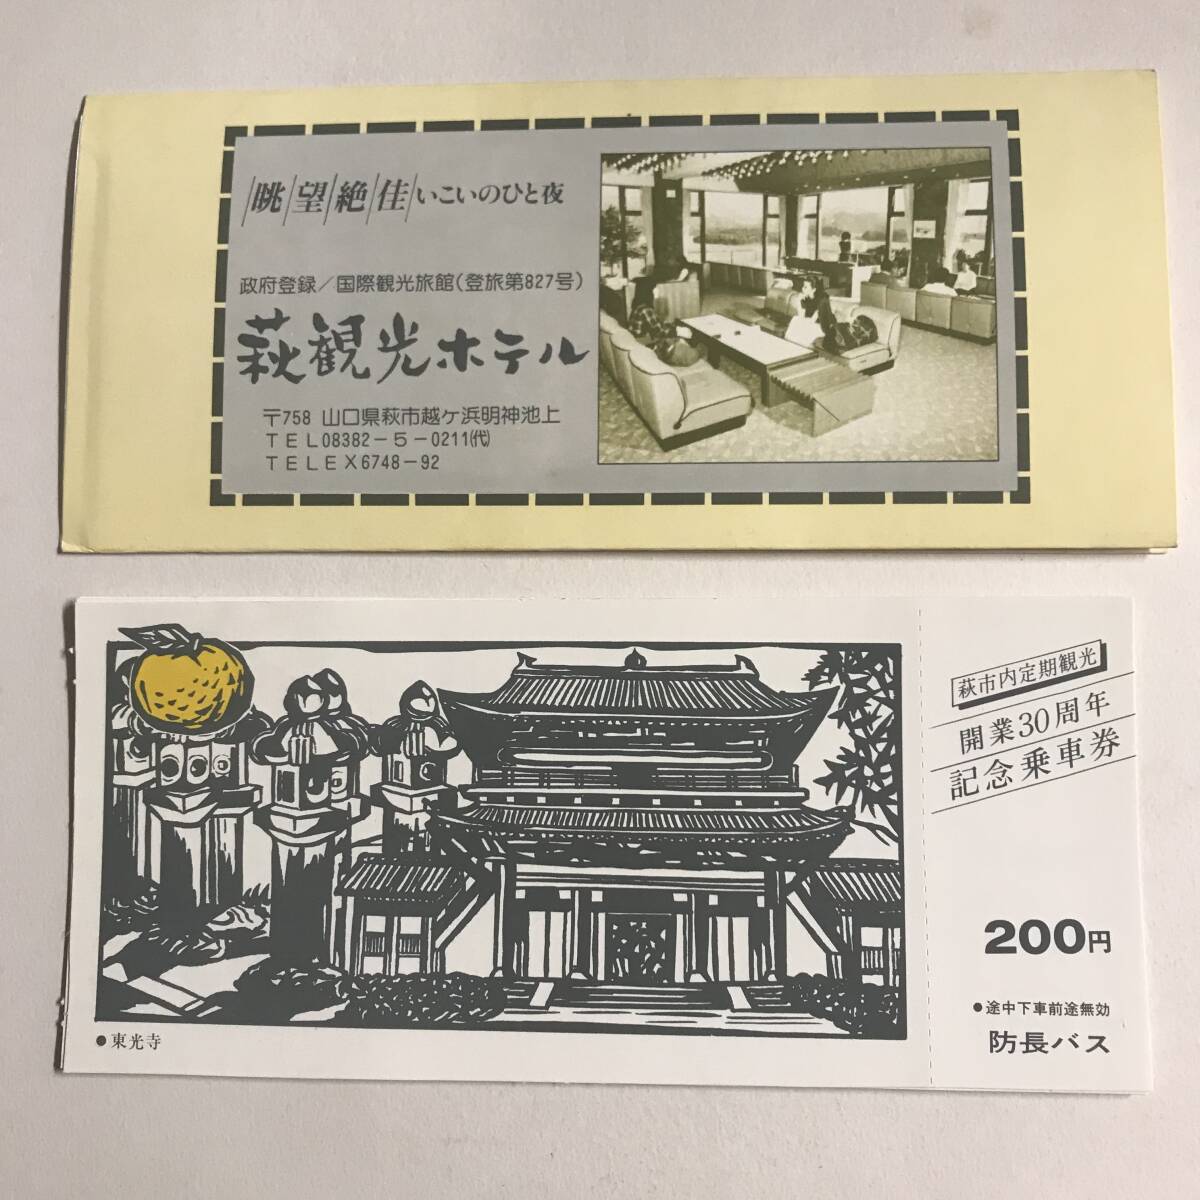 眺望絶佳いこいのひと夜
政府登録/国際観光旅館(登旅第827号)
萩観光ホテル
〒758 山口県萩市越ヶ浜明神池上
TEL08382-5-0211(代)
TELEX6748-92
萩市内定期観光
開業30周年
記念乗車券
200円
●途中下車前途無効
防長バス
●東光寺